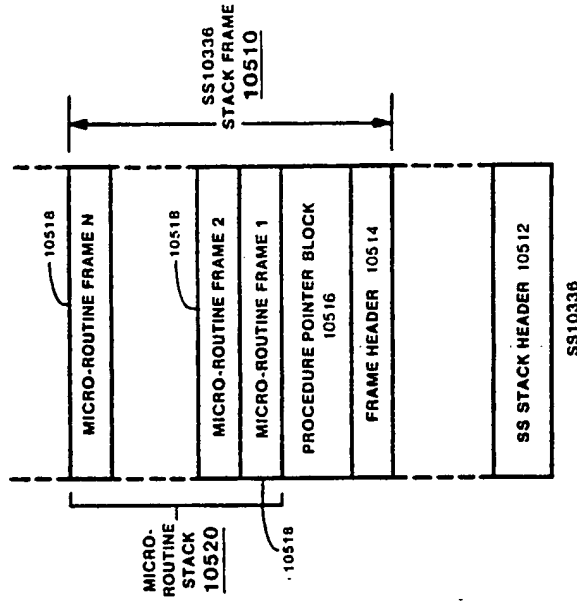 SS10336
STACK FRAME
10510
10518
MICRO-ROUTINE FRAME N
10518
MICRO-ROUTINE FRAME 2
MICRO-ROUTINE FRAME 1
PROCEDURE POINTER BLOCK
10516
FRAME HEADER 10514
SS STACK HEADER 10512
SS10336
MICRO-
ROUTINE
STACK
10520
10518